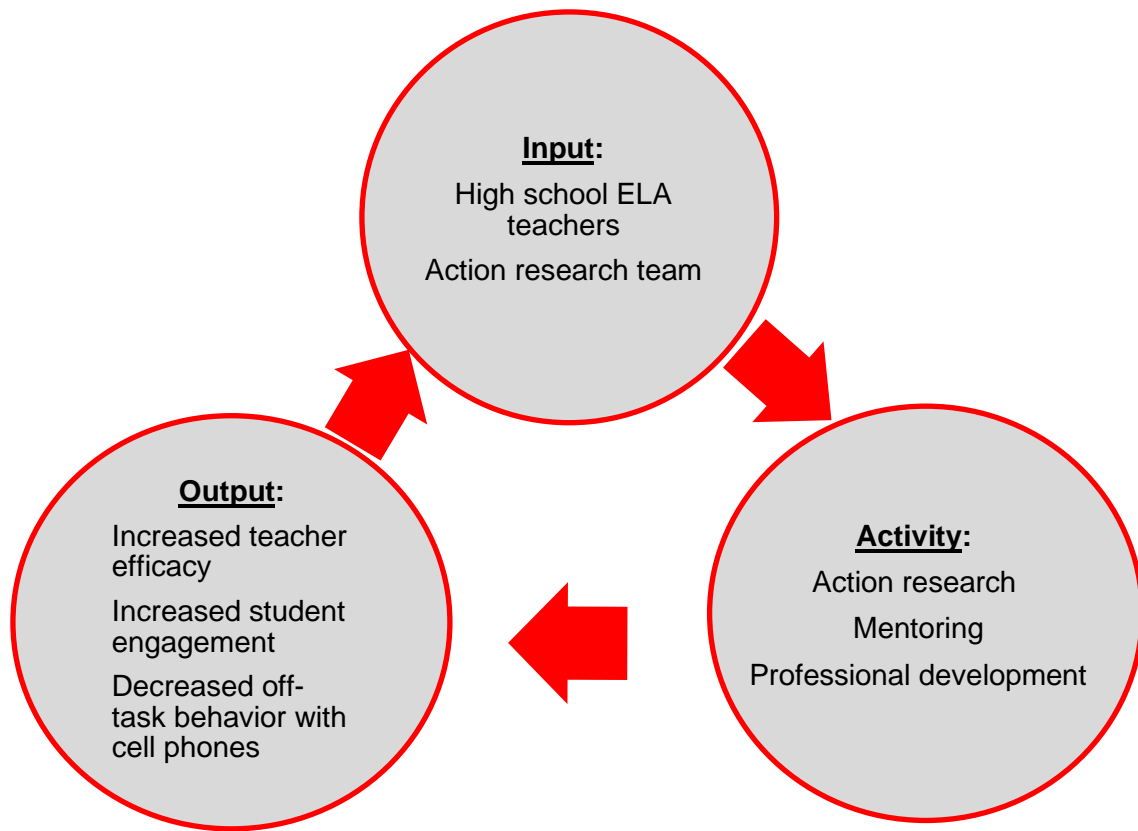 Input:
High school ELA
teachers
Action research team
Activity:
Action research
Mentoring
Professional development
Output:
Increased teacher
efficacy
Increased student
engagement
Decreased off-
task behavior with
cell phones